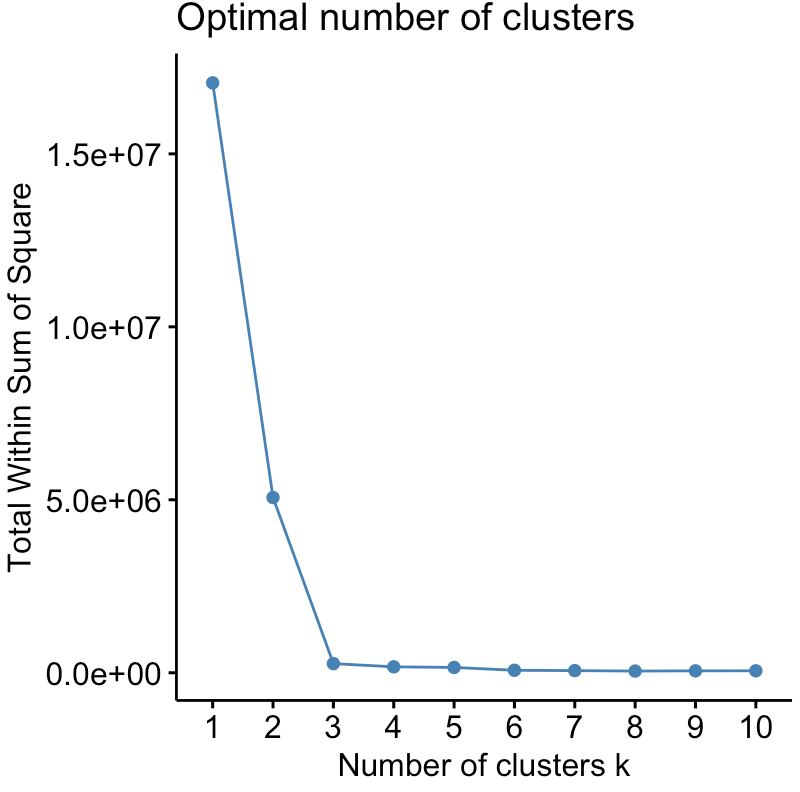 Optimal number of clusters
Total Within Sum of Square
1.5e+07
1.0e+07
5.0e+06
0.0e+00
1 2 3 4 5 6 7 8 9 10
Number of clusters k